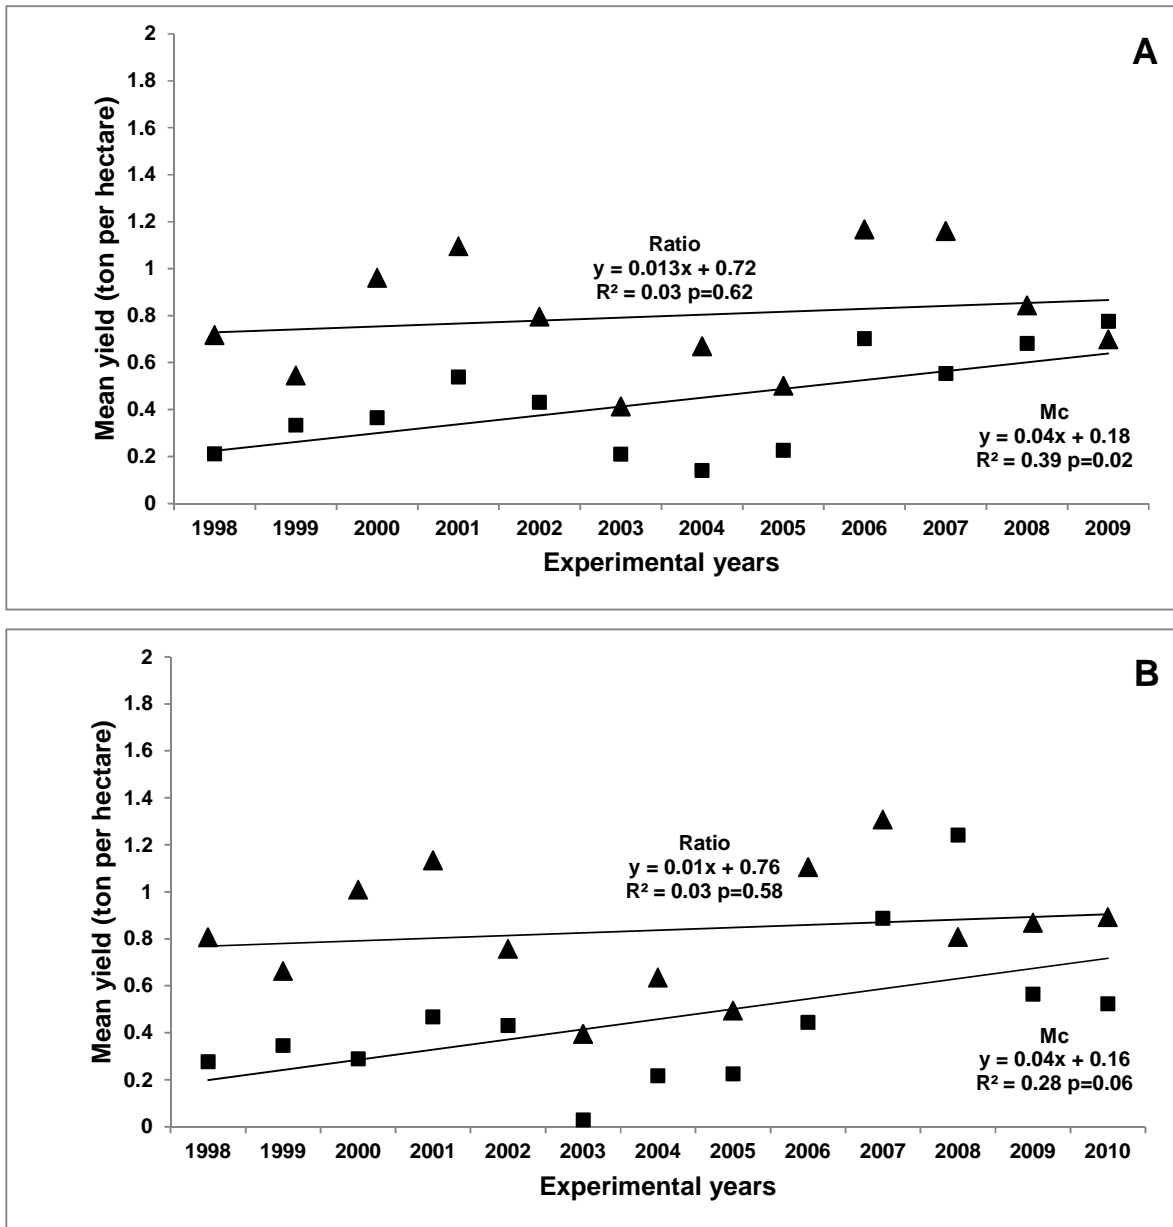 A
Mean yield (ton per hectare)
2
1.8
1.6
1.4
1.2
1
0.8
0.6
0.4
0.2
0
Ratio
y = 0.013x + 0.72
R² = 0.03 p=0.62
Mc
y = 0.04x + 0.18
R² = 0.39 p=0.02
1998 1999 2000 2001 2002 2003 2004 2005 2006 2007 2008 2009
Experimental years
B
Mean yield (ton per hectare)
2
1.8
1.6
1.4
1.2
1
0.8
0.6
0.4
0.2
0
Ratio
y = 0.01x + 0.76
R² = 0.03 p=0.58
Mc
y = 0.04x + 0.16
R² = 0.28 p=0.06
1998 1999 2000 2001 2002 2003 2004 2005 2006 2007 2008 2009 2010
Experimental years